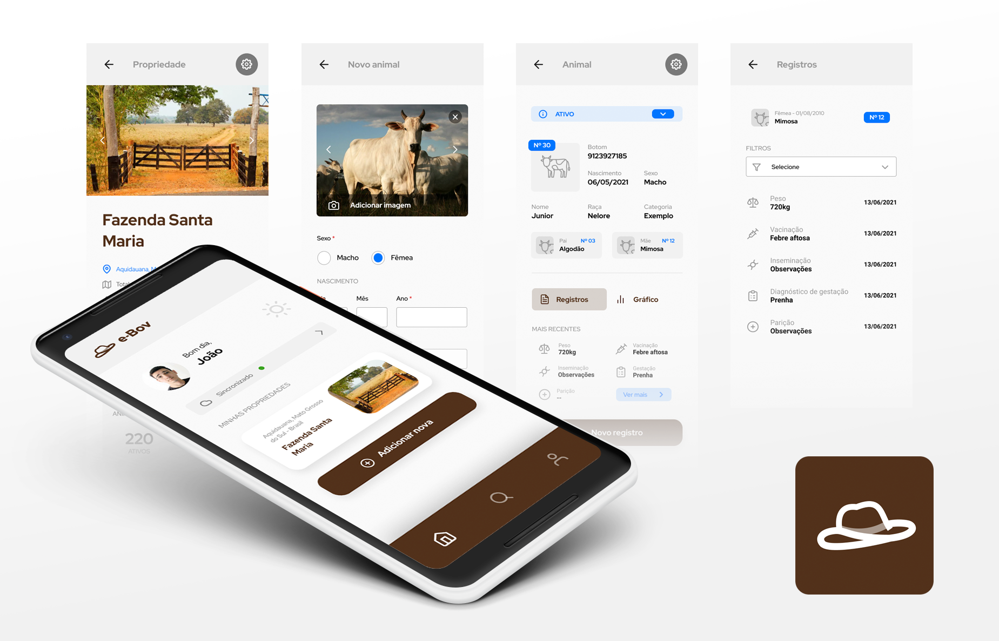 Propriedade
Fazenda Santa
Maria
Aquidauana, M
Total
ANI
220
ATIVOS
Novo animal
Adicionar imagem
Sexo *
Macho
Fêmea
NASCIMENTO
Mês
Ano *
Animal
ATIVO
Nº 30
Botom
9123927185
Nascimento
06/05/2021
Sexo
Macho
Nome
Junior
Raça
Nelore
Categoria
Exemplo
Pai
Nº 03
Algodão
Mãe
Nº 12
Mimosa
Registros
Gráfico
MAIS RECENTES
Peso
720kg
Vacinação
Febre aftosa
Inseminação
Observações
Gestação
Prenha
Parição
--
Ver mais
Novo registro
Registros
Fêmea - 01/08/2010
Mimosa
Nº 12
FILTROS
Selecione
Peso
720kg
13/06/2021
Vacinação
Febre aftosa
13/06/2021
Inseminação
Observações
13/06/2021
Diagnóstico de gestação
Prenha
13/06/2021
Parição
Observações
13/06/2021
e-Bov
Bom dia,
João
Sincronizado
MINHAS PROPRIEDADES
Aquidauana, Mato Grosso
do Sul - Brasil
Fazenda Santa
Maria
Adicionar nova